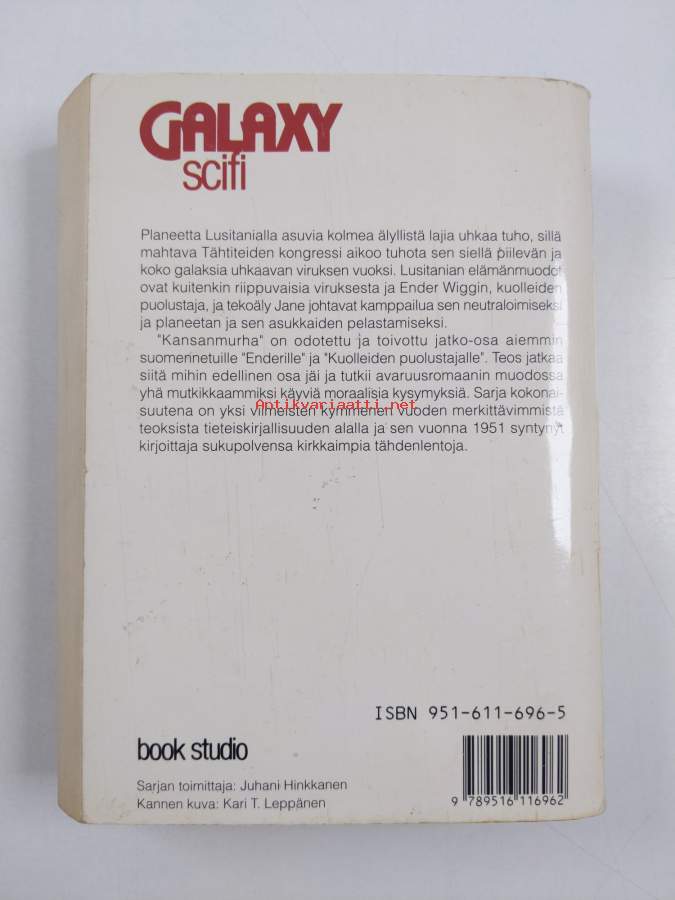 GALAXY
scifi
Planeetta Lusitanialla asuvia kolmea älyllistä lajia uhkaa tuho, sillä
mahtava Tähtiteiden kongressi aikoo tuhota sen siellä piilevän ja
koko galaksia uhkaavan viruksen vuoksi. Lusitanian elämänmuodot
ovat kuitenkin riippuvaisia viruksesta ja Ender Wiggin, kuolleiden
puolustaja, ja tekoäly Jane johtavat kamppailua sen neutraloimiseksi
ja planeetan ja sen asukkaiden pelastamiseksi.
"Kansanmurha" on odotettu ja toivottu jatko-osa aiemmin
suomennetuille "Enderille" ja "Kuolleiden puolustajalle". Teos jatkaa
siitä mihin edellinen osa jäi ja tutkii avaruusromaanin muodossa
yhä mutkikkaammiksi käyviä moraalisia kysymyksiä. Sarja kokonai-
suutena on yksi viimeisten kymmenen vuoden merkittävimmistä
teoksista tieteiskirjallisuuden alalla ja sen vuonna 1951 syntynyt
kirjoittaja sukupolvensa kirkkaimpia tähdenlentoja.
Antikvariaatti.net
ISBN 951-611-696-5
book studio
Sarjan toimittaja: Juhani Hinkkanen
Kannen kuva: Kari T. Leppänen
9 789516 116962